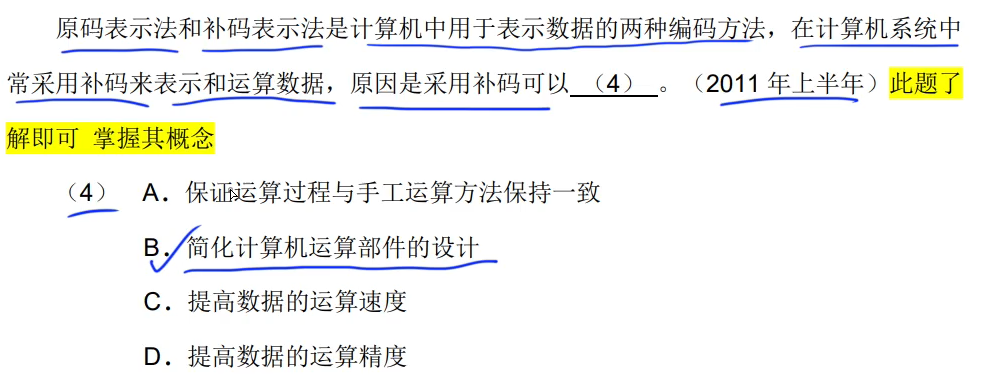 原码表示法和补码表示法是计算机中用于表示数据的两种编码方法，在计算机系统中
常采用补码来表示和运算数据，原因是采用补码可以 （4） 。（2011 年上半年）此题了
解即可 掌握其概念
（4） A．保证运算过程与手工运算方法保持一致
B．简化计算机运算部件的设计
C．提高数据的运算速度
D．提高数据的运算精度